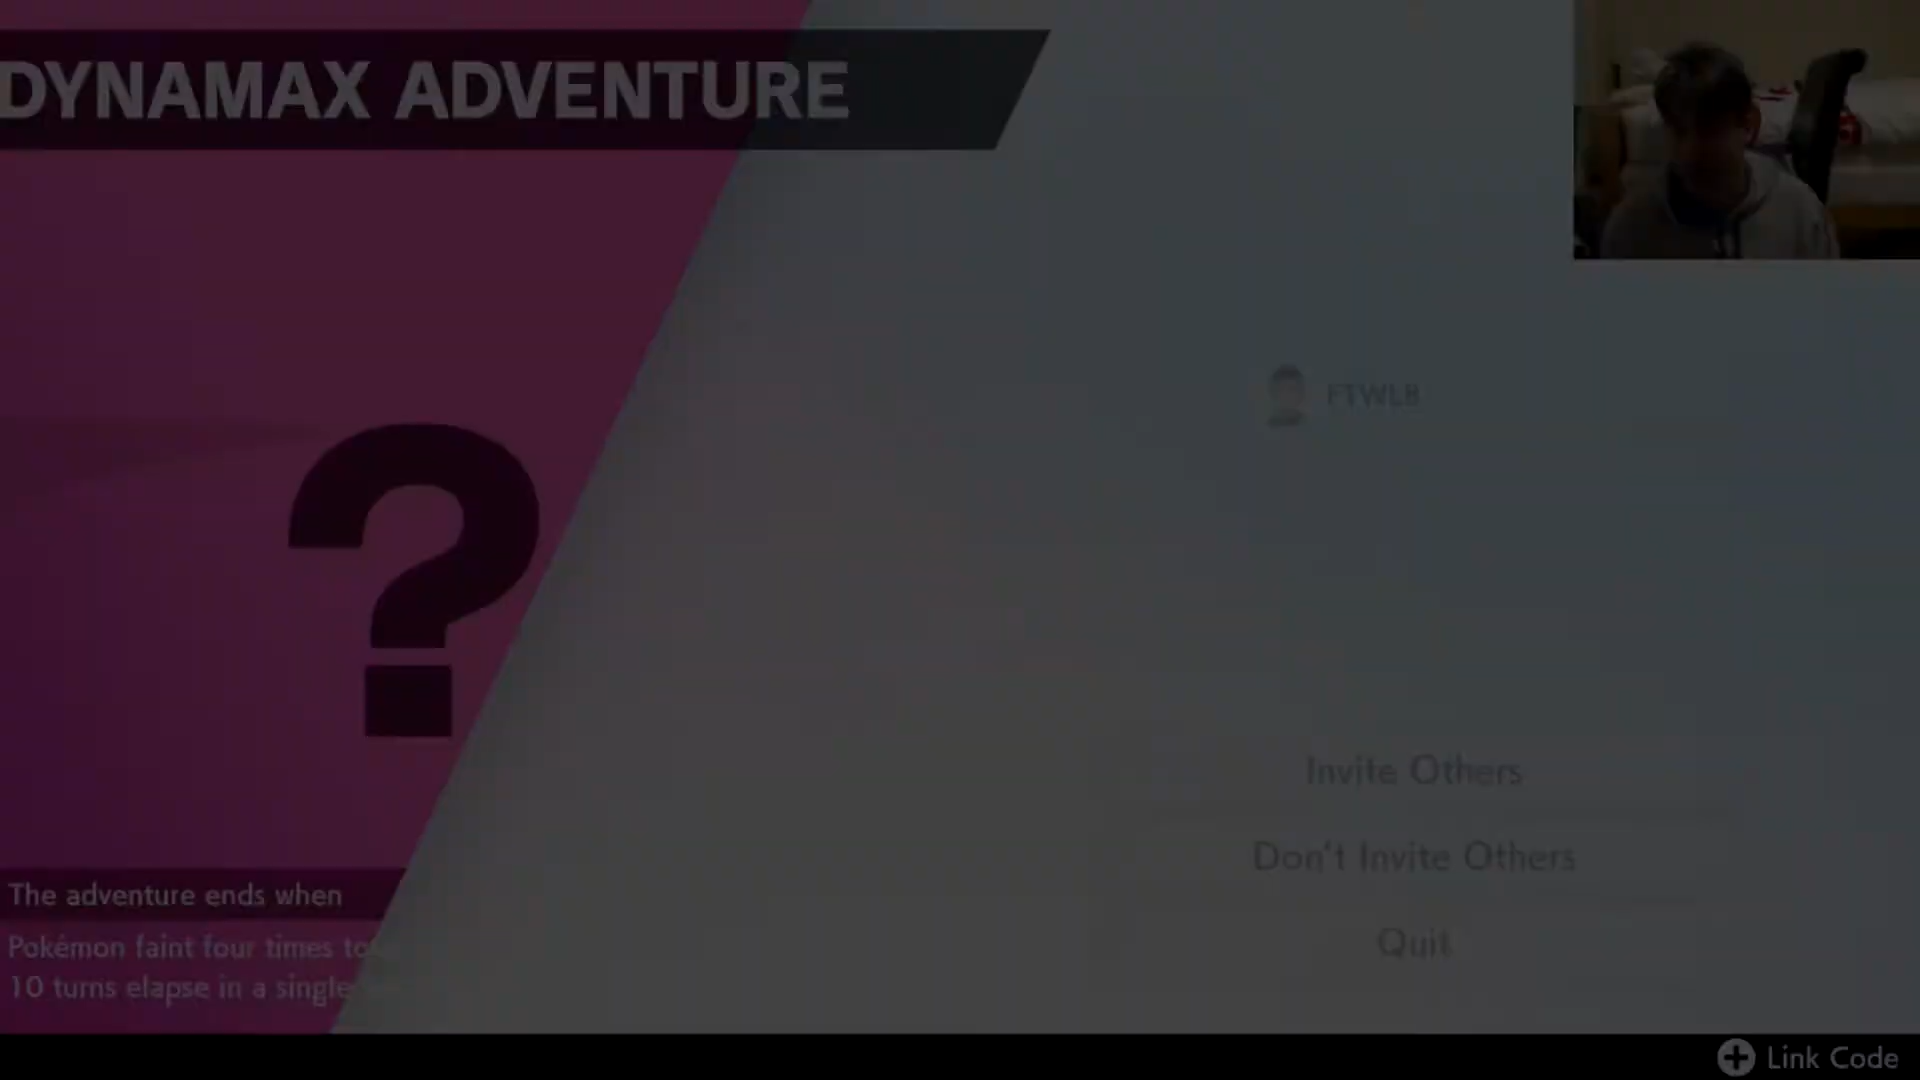 DYNAMAX ADVENTURE
FTWLB
Invite Others
Don't Invite Others
Quit
The adventure ends when
Pokémon faint four times to
10 turns elapse in a single
Link Code